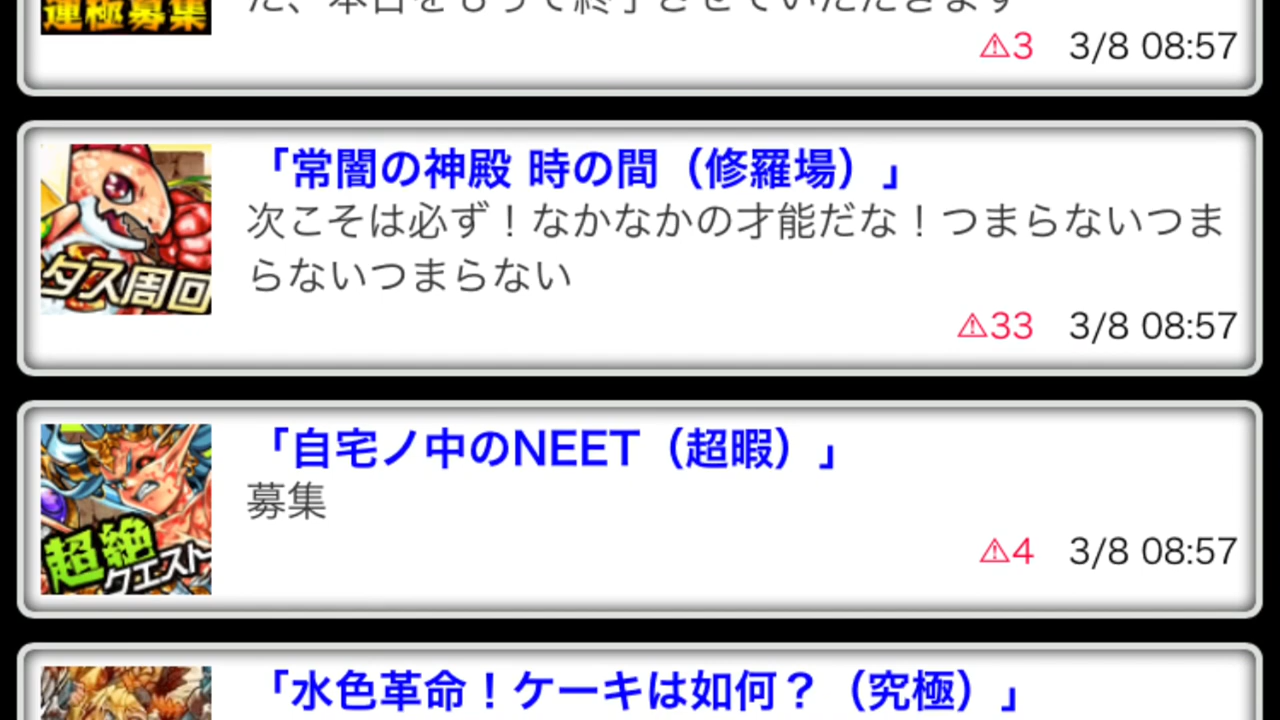 運極募集
た、本日をもって終了させていただきます
⚠3 3/8 08:57
「常闇の神殿 時の間（修羅場）」
次こそは必ず！なかなかの才能だな！つまらないつま
らないつまらない
タス周回
⚠33 3/8 08:57
「自宅ノ中のNEET（超暇）」
募集
超絶
クエスト
⚠4 3/8 08:57
「水色革命！ケーキは如何？（究極）」